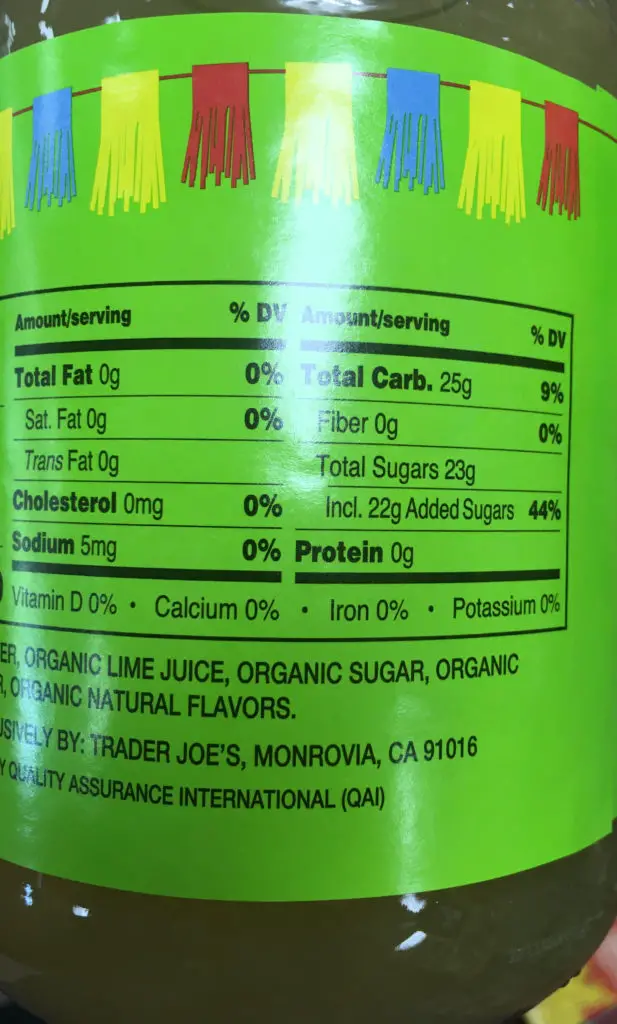 Amount/serving % DV
Total Fat 0g 0%
Sat. Fat 0g 0%
Trans Fat 0g
Cholesterol 0mg 0%
Sodium 5mg 0%
Amount/serving % DV
Total Carb. 25g 9%
Fiber 0g 0%
Total Sugars 23g
Incl. 22g Added Sugars 44%
Protein 0g
Vitamin D 0% • Calcium 0% • Iron 0% • Potassium 0%
ORGANIC LIME JUICE, ORGANIC SUGAR, ORGANIC
ORGANIC NATURAL FLAVORS.
BY: TRADER JOE'S, MONROVIA, CA 91016
QUALITY ASSURANCE INTERNATIONAL (QAI)